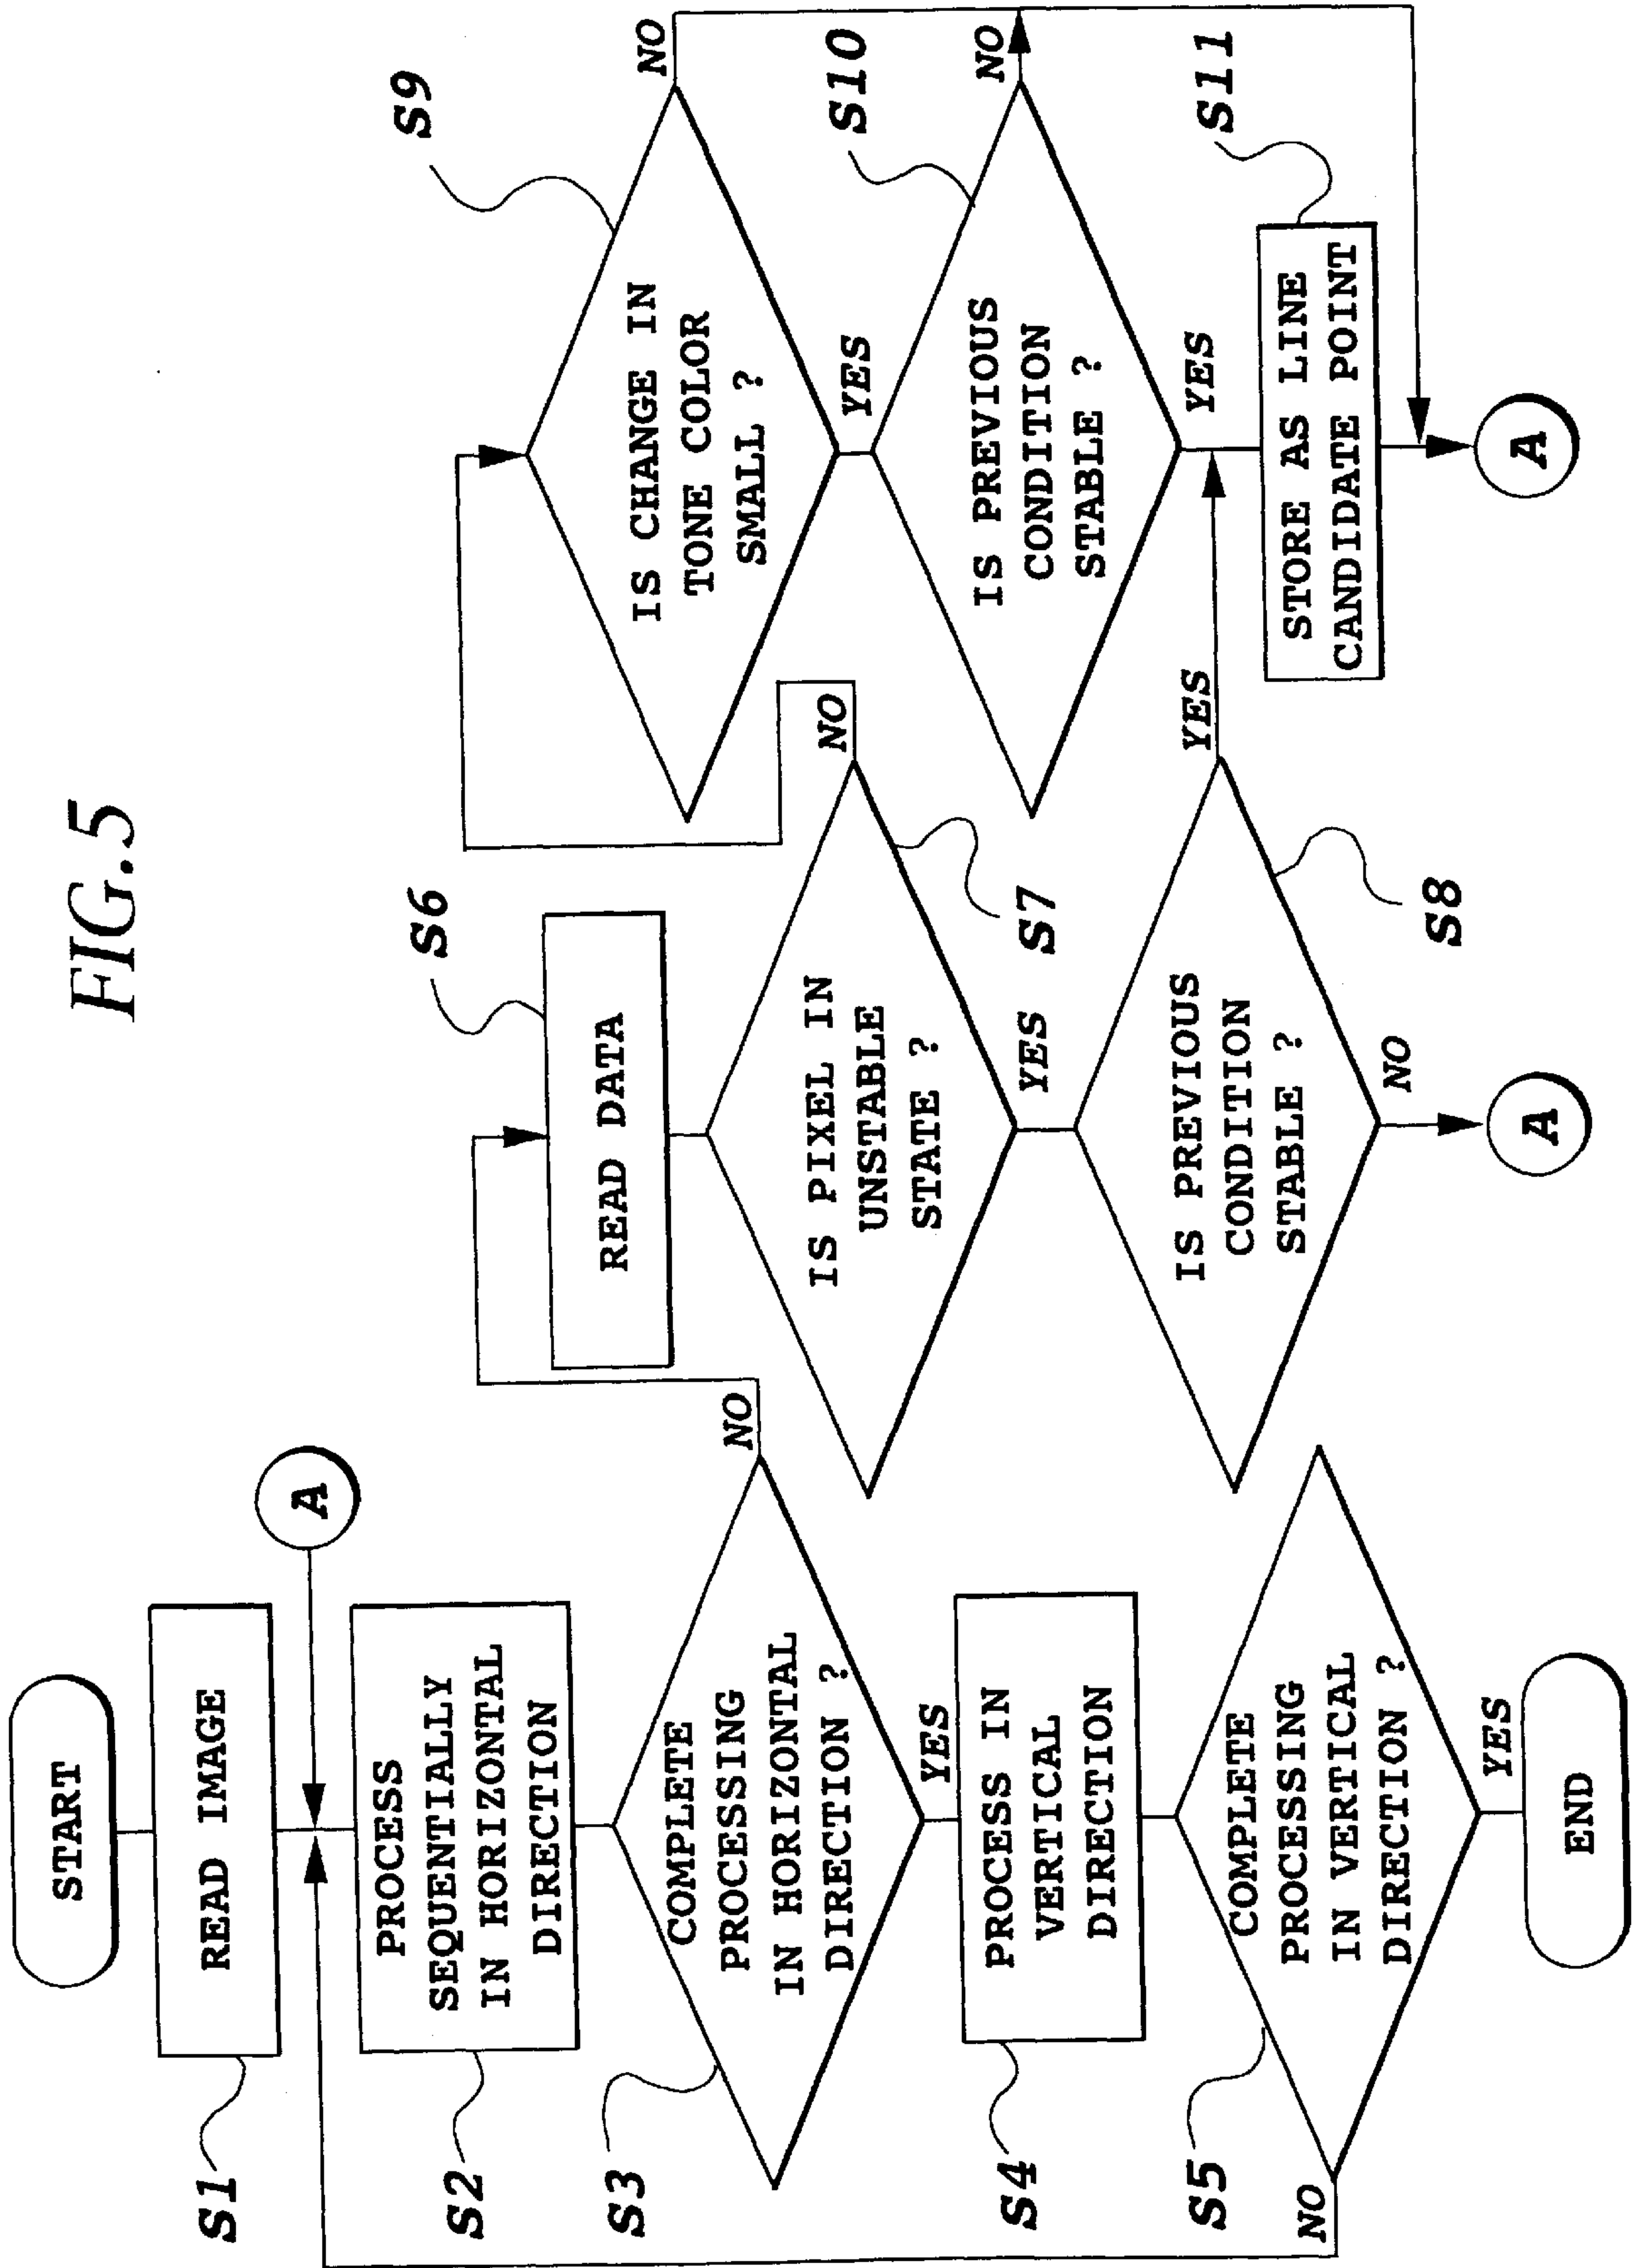 FIG.5
START
READ IMAGE
S1
A
PROCESS
SEQUENTIALLY
IN HORIZONTAL
DIRECTION
S2
COMPLETE
PROCESSING
IN HORIZONTAL
DIRECTION ?
S3
NO
YES
PROCESS IN
VERTICAL
DIRECTION
S4
COMPLETE
PROCESSING
IN VERTICAL
DIRECTION ?
S5
NO
YES
END
READ DATA
S6
IS PIXEL IN
UNSTABLE
STATE ?
S7
NO
YES
IS PREVIOUS
CONDITION
STABLE ?
S8
YES
NO
A
IS CHANGE IN
TONE COLOR
SMALL ?
S9
NO
YES
IS PREVIOUS
CONDITION
STABLE ?
S10
NO
YES
STORE AS LINE
CANDIDATE POINT
S11
A